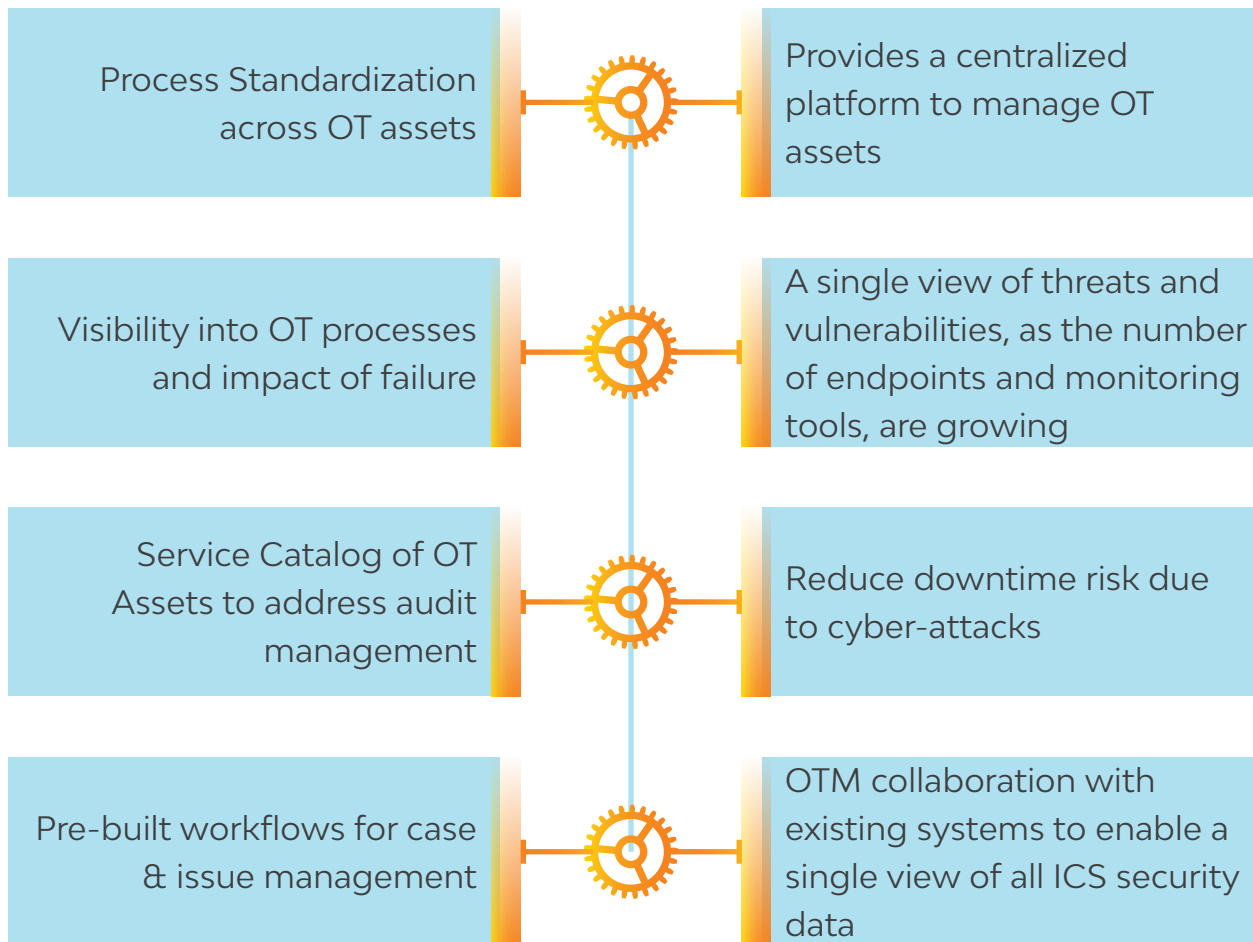 Process Standardization
across OT assets
Provides a centralized
platform to manage OT
assets
Visibility into OT processes
and impact of failure
A single view of threats and
vulnerabilities, as the number
of endpoints and monitoring
tools, are growing
Service Catalog of OT
Assets to address audit
management
Reduce downtime risk due
to cyber-attacks
Pre-built workflows for case
& issue management
OTM collaboration with
existing systems to enable a
single view of all ICS security
data